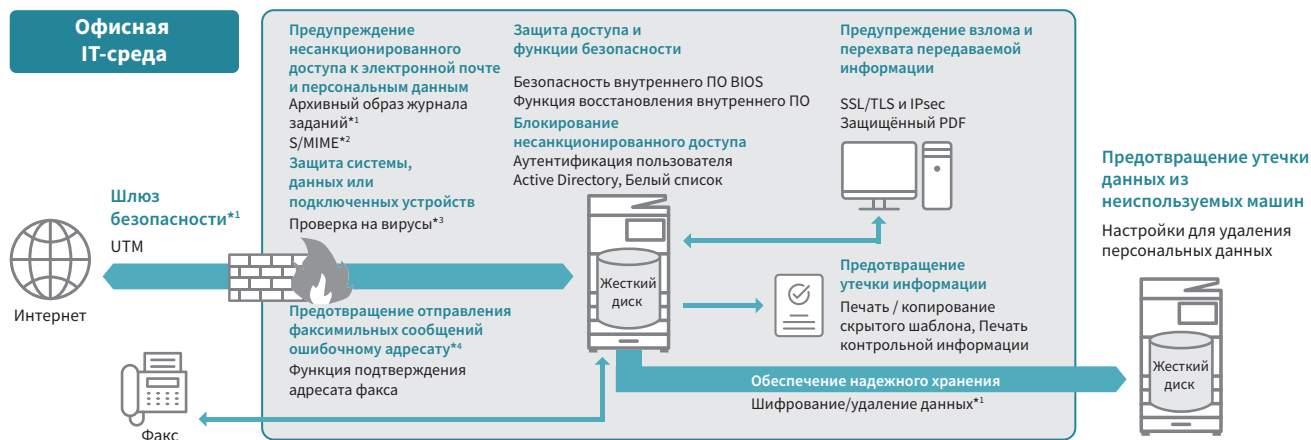 Офисная
IT-среда
Предупреждение
несанкционированного
доступа к электронной почте
и персональным данным
Архивный образ журнала
заданий*1
S/MIME*2
Защита системы,
данных или
подключенных устройств
Проверка на вирусы*3
Защита доступа и
функции безопасности
Безопасность внутреннего ПО BIOS
Функция восстановления внутреннего ПО
Блокирование
несанкционированного доступа
Аутентификация пользователя
Active Directory, Белый список
Предупреждение взлома и
перехвата передаваемой
информации
SSL/TLS и IPsec
Защищённый PDF
Предотвращение утечки
данных из
неиспользуемых машин
Настройки для удаления
персональных данных
Шлюз
безопасности*1
UTM
Интернет
Жесткий
диск
Предотвращение
утечки информации
Печать / копирование
скрытого шаблона, Печать
контрольной информации
Предотвращение отправления
факсимильных сообщений
ошибочному адресату*4
Функция подтверждения
адресата факса
Факс
Обеспечение надежного хранения
Шифрование/удаление данных*1
Жесткий
диск